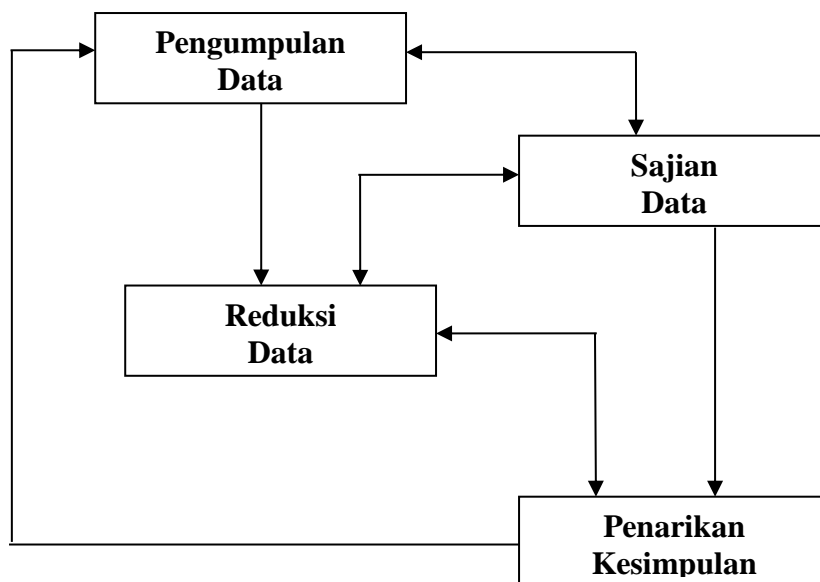 Pengumpulan
Data
Sajian
Data
Reduksi
Data
Penarikan
Kesimpulan